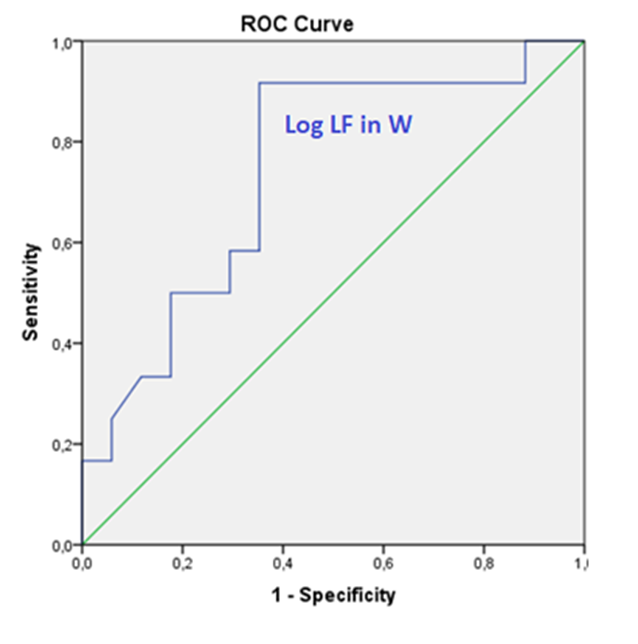 ROC Curve
1,0
Log LF in W
0,8
0,6
Sensitivity
0,4
0,2
0,0
0,0 0,2 0,4 0,6 0,8 1,
1 - Specificity